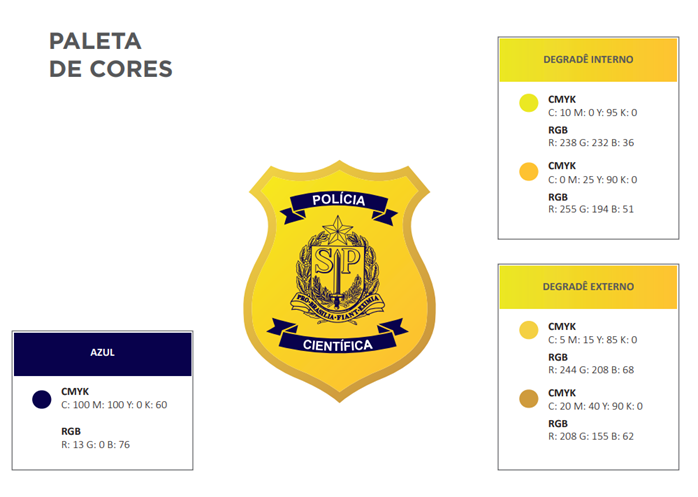 PALETA
DE CORES
DEGRADÊ INTERNO
CMYK
C: 10 M: 0 Y: 95 K: 0
RGB
R: 238 G: 232 B: 36
CMYK
C: 0 M: 25 Y: 90 K: 0
RGB
R: 255 G: 194 B: 51
POLÍCIA
SP
PRO·BRASILIA·FIANT·EXIMIA
CIENTÍFICA
DEGRADÊ EXTERNO
CMYK
C: 5 M: 15 Y: 85 K: 0
RGB
R: 244 G: 208 B: 68
CMYK
C: 20 M: 40 Y: 90 K: 0
RGB
R: 208 G: 155 B: 62
AZUL
CMYK
C: 100 M: 100 Y: 0 K: 60
RGB
R: 13 G: 0 B: 76